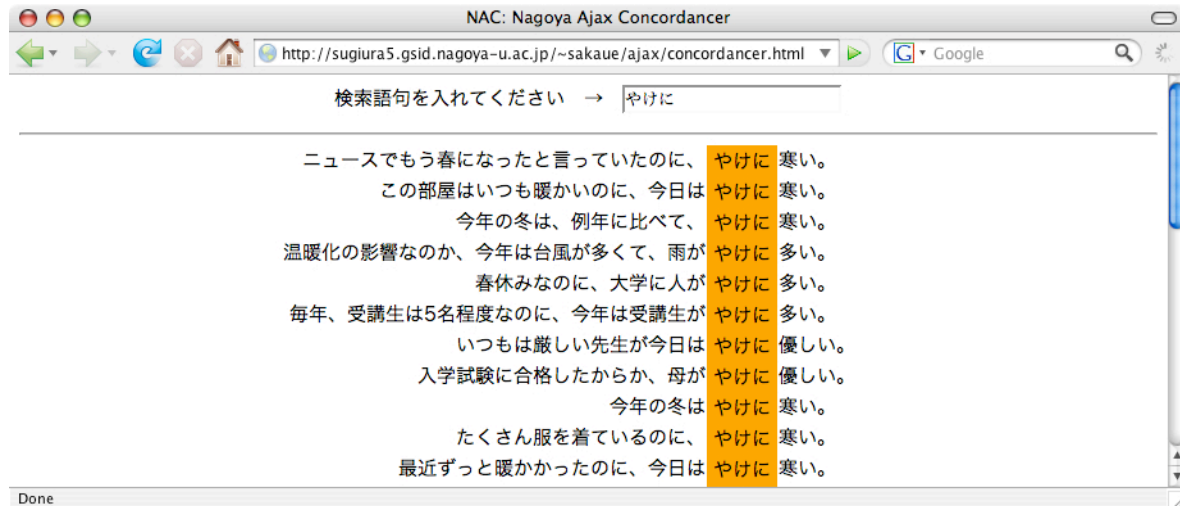 NAC: Nagoya Ajax Concordancer
http://sugiura5.gsid.nagoya-u.ac.jp/~sakaue/ajax/concordancer.html G Google
検索語句を入れてください → やけに
ニュースでもう春になったと言っていたのに、 やけに 寒い。
この部屋はいつも暖かいのに、今日は やけに 寒い。
今年の冬は、例年に比べて、 やけに 寒い。
温暖化の影響なのか、今年は台風が多くて、雨が やけに 多い。
春休みなのに、大学に人が やけに 多い。
毎年、受講生は5名程度なのに、今年は受講生が やけに 多い。
いつもは厳しい先生が今日は やけに 優しい。
入学試験に合格したからか、母が やけに 優しい。
今年の冬は やけに 寒い。
たくさん服を着ているのに、 やけに 寒い。
最近ずっと暖かかったのに、今日は やけに 寒い。
Done